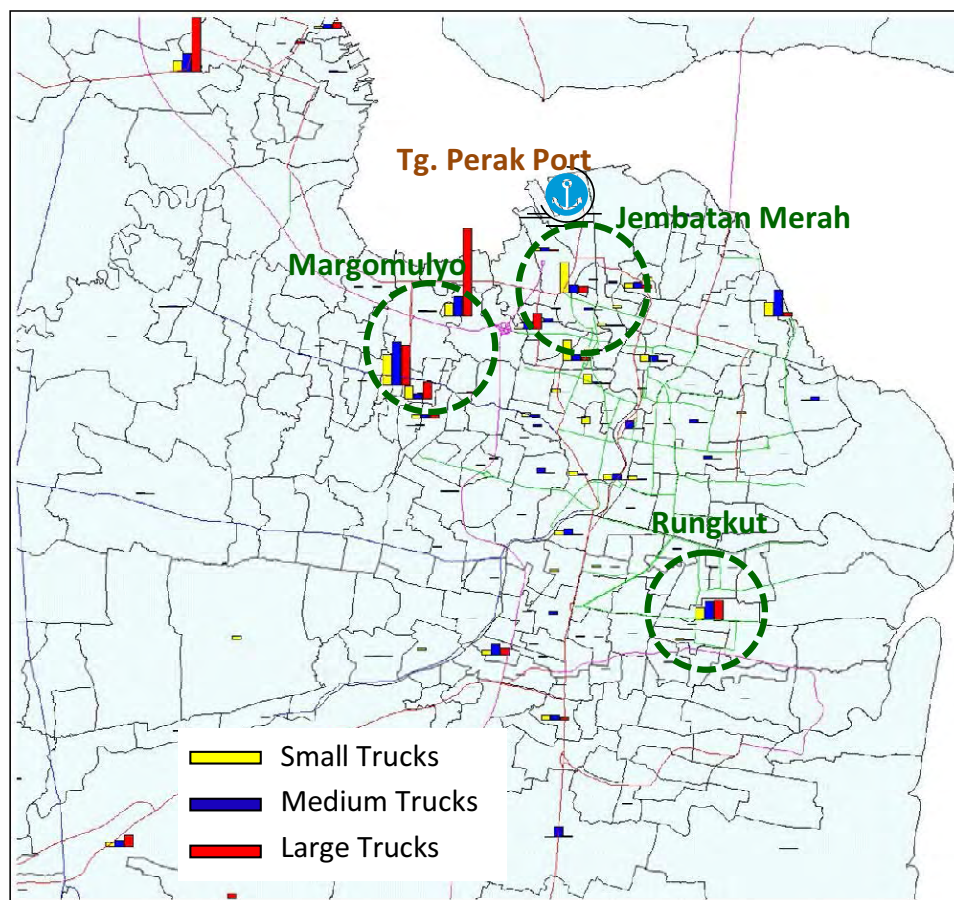 Tg. Perak Port
Jembatan Merah
Margomulyo
Rungkut
Small Trucks
Medium Trucks
Large Trucks